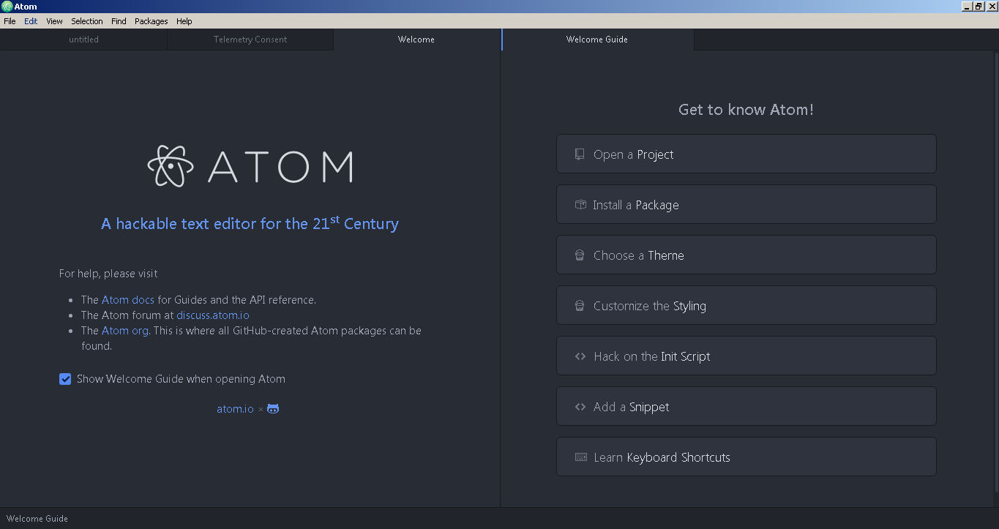 Atom
File Edit View Selection Find Packages Help
untitled
Telemetry Consent
Welcome
Welcome Guide
ATOM
A hackable text editor for the 21st Century
For help, please visit
• The Atom docs for Guides and the API reference.
• The Atom forum at discuss.atom.io
• The Atom org. This is where all GitHub-created Atom packages can be
found.
Show Welcome Guide when opening Atom
atom.io ×
Get to know Atom!
Open a Project
Install a Package
Choose a Theme
Customize the Styling
Hack on the Init Script
Add a Snippet
Learn Keyboard Shortcuts
Welcome Guide